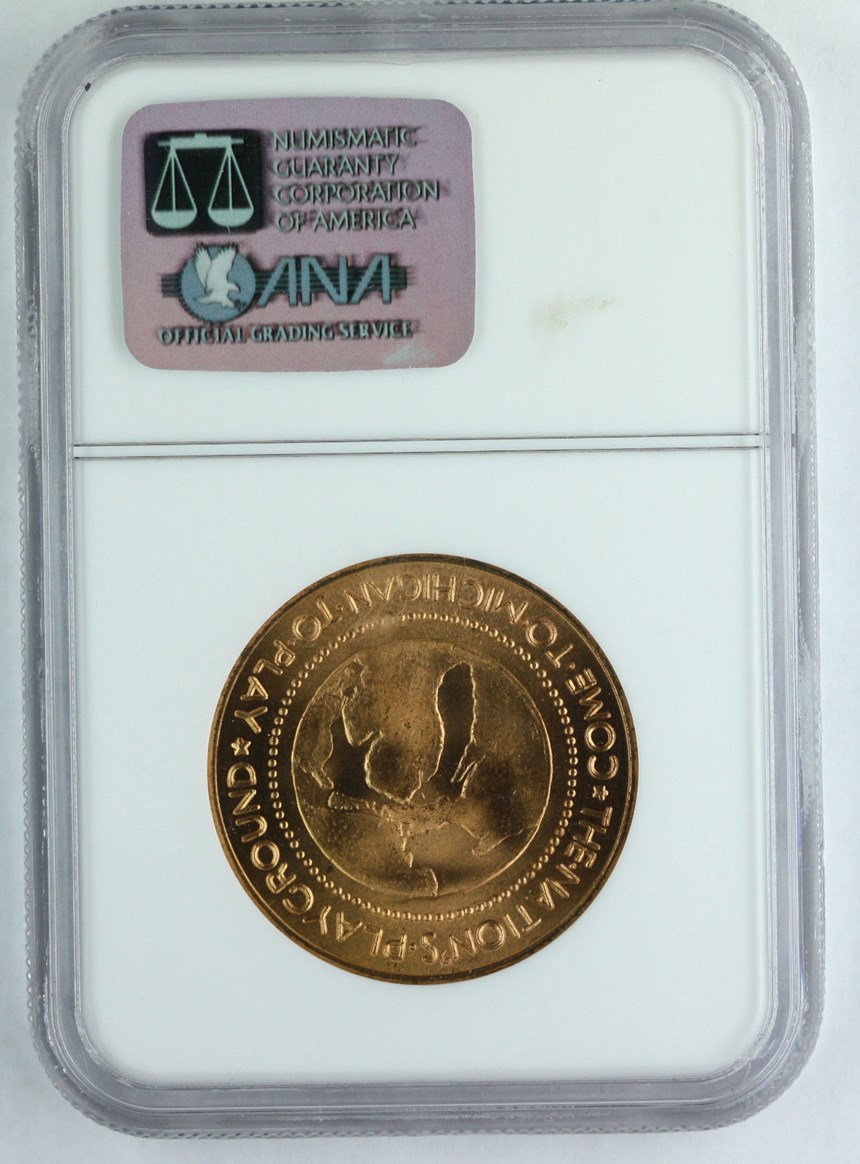 NUMISMATIC
GUARANTY
CORPORATION
OF AMERICA
ANA
OFFICIAL GRADING SERVICE
THE·NATION'S·PLAYGROUND
COME·TO·MICHIGAN·TO·PLAY